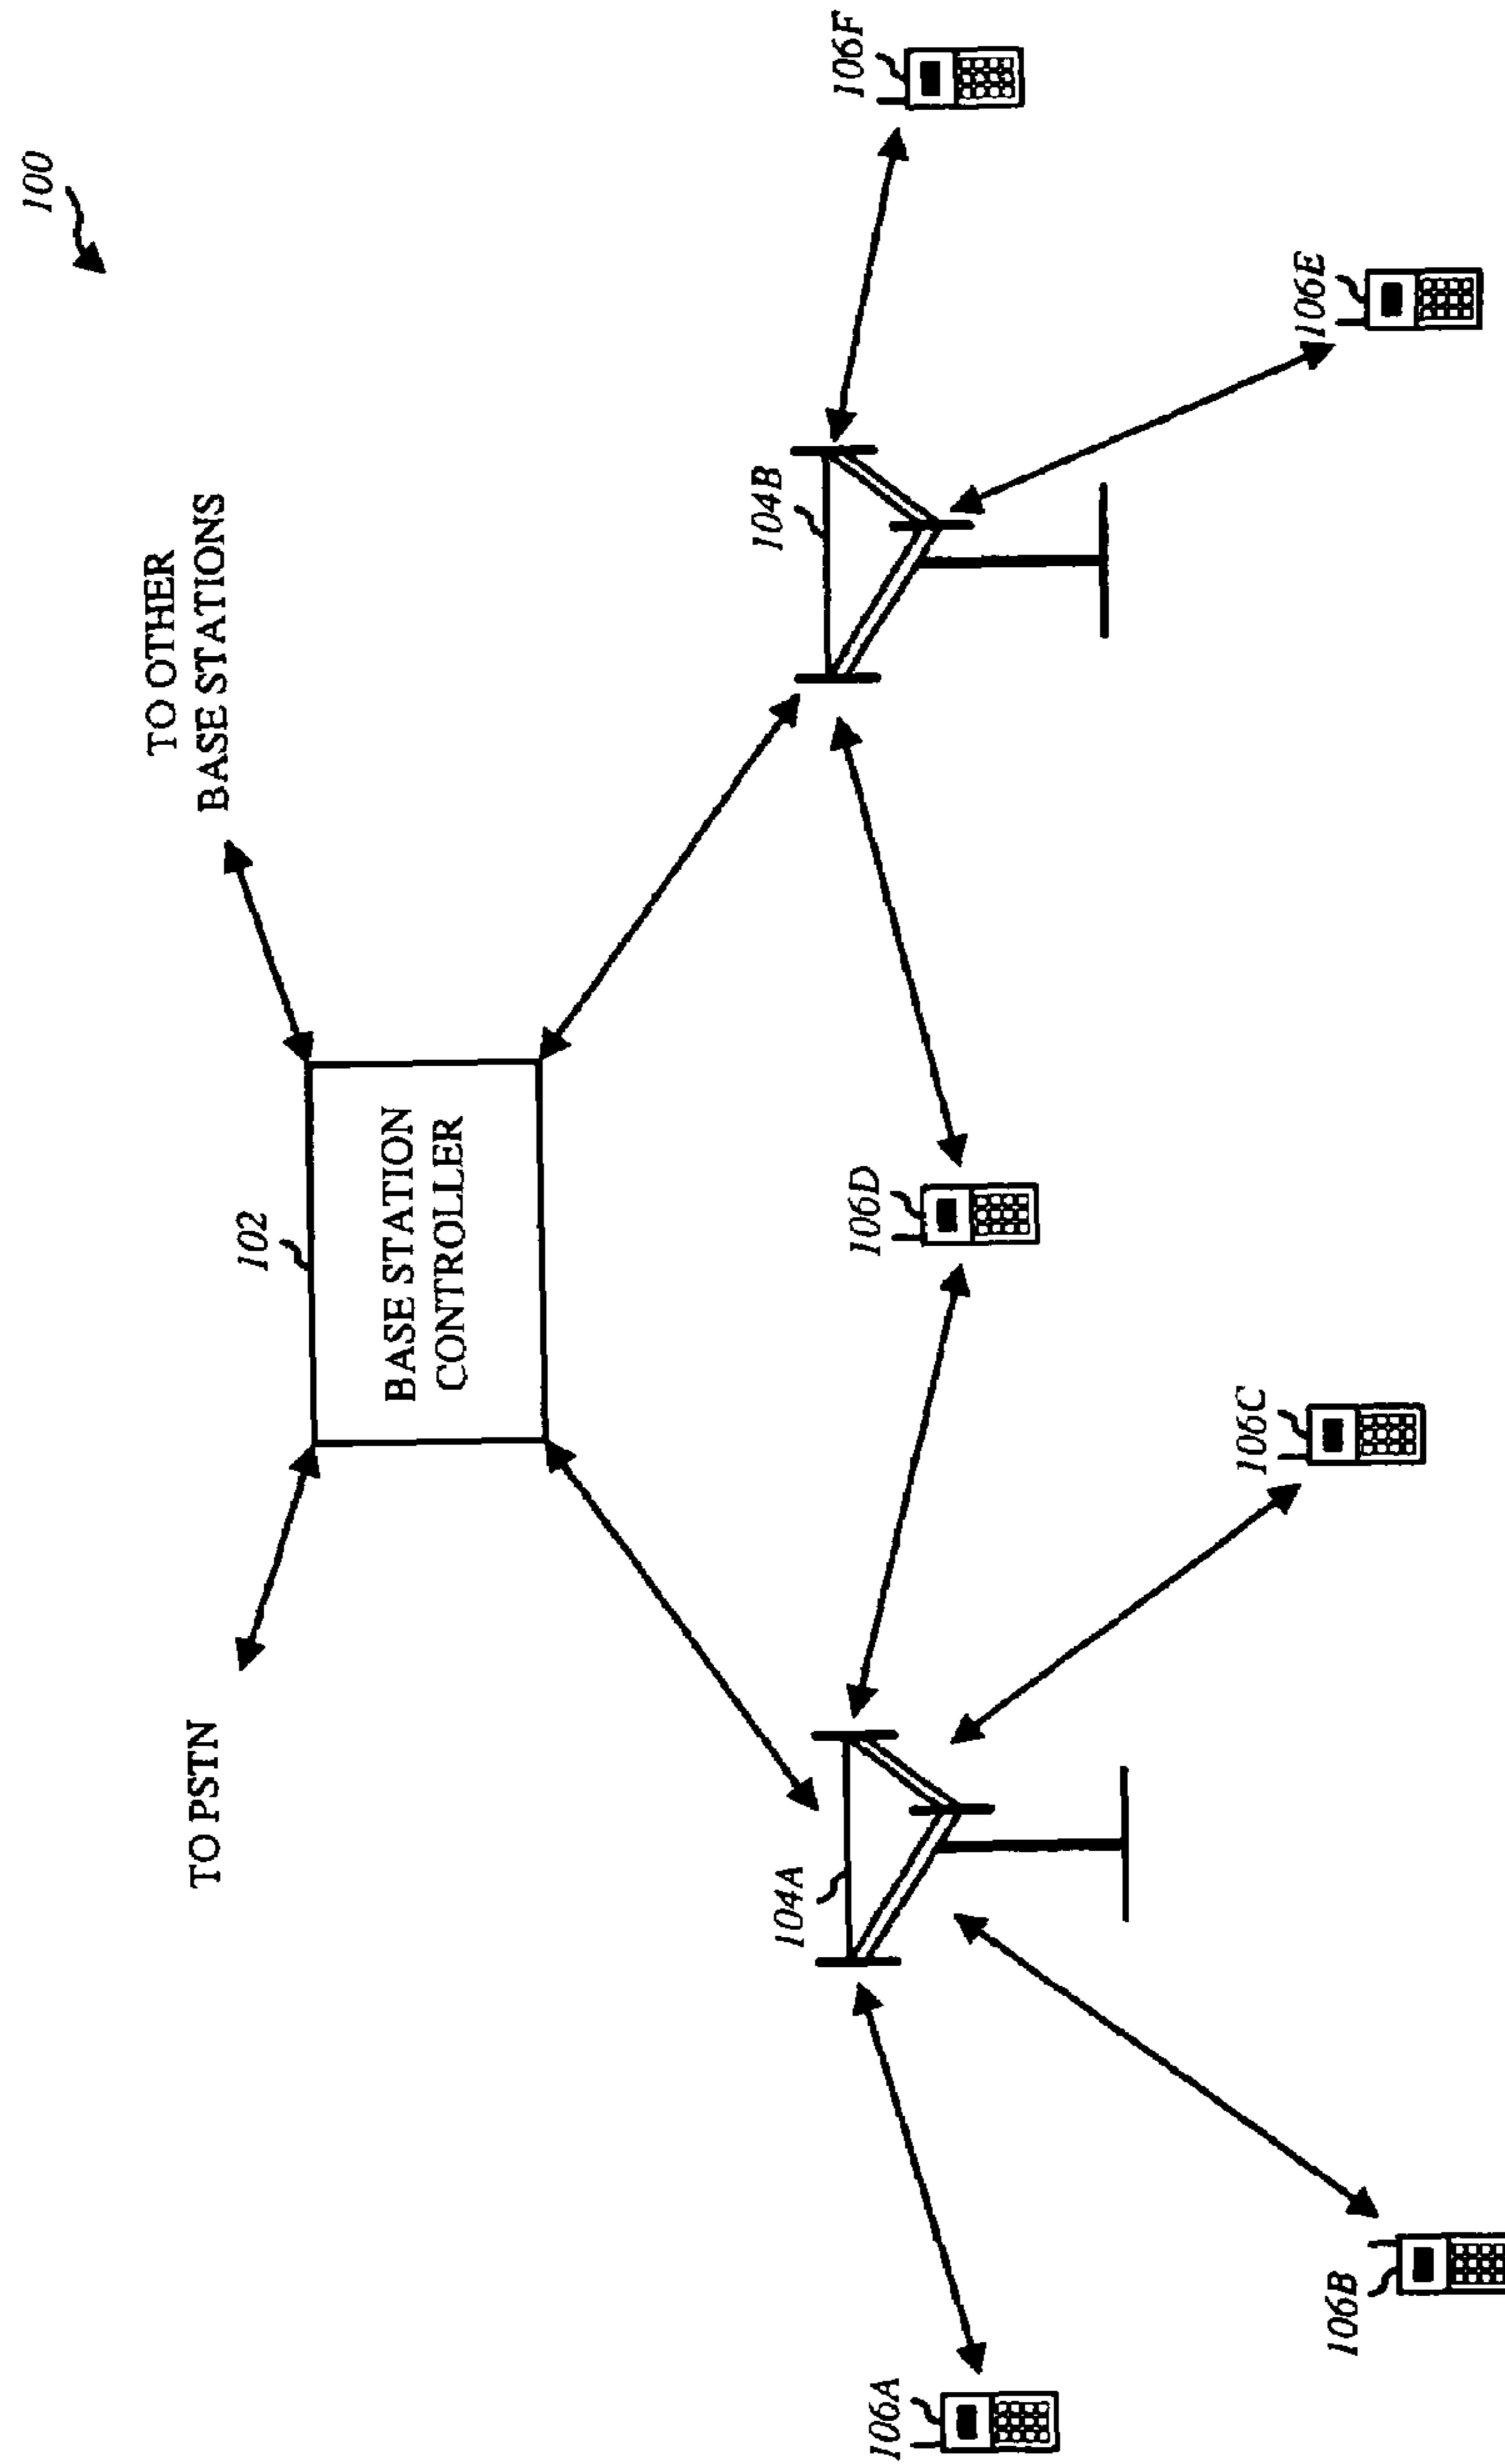 100
TO OTHER
BASE STATIONS
TO PSTN
102
BASE STATION
CONTROLLER
104A
104B
106A
106B
106C
106D
106E
106F